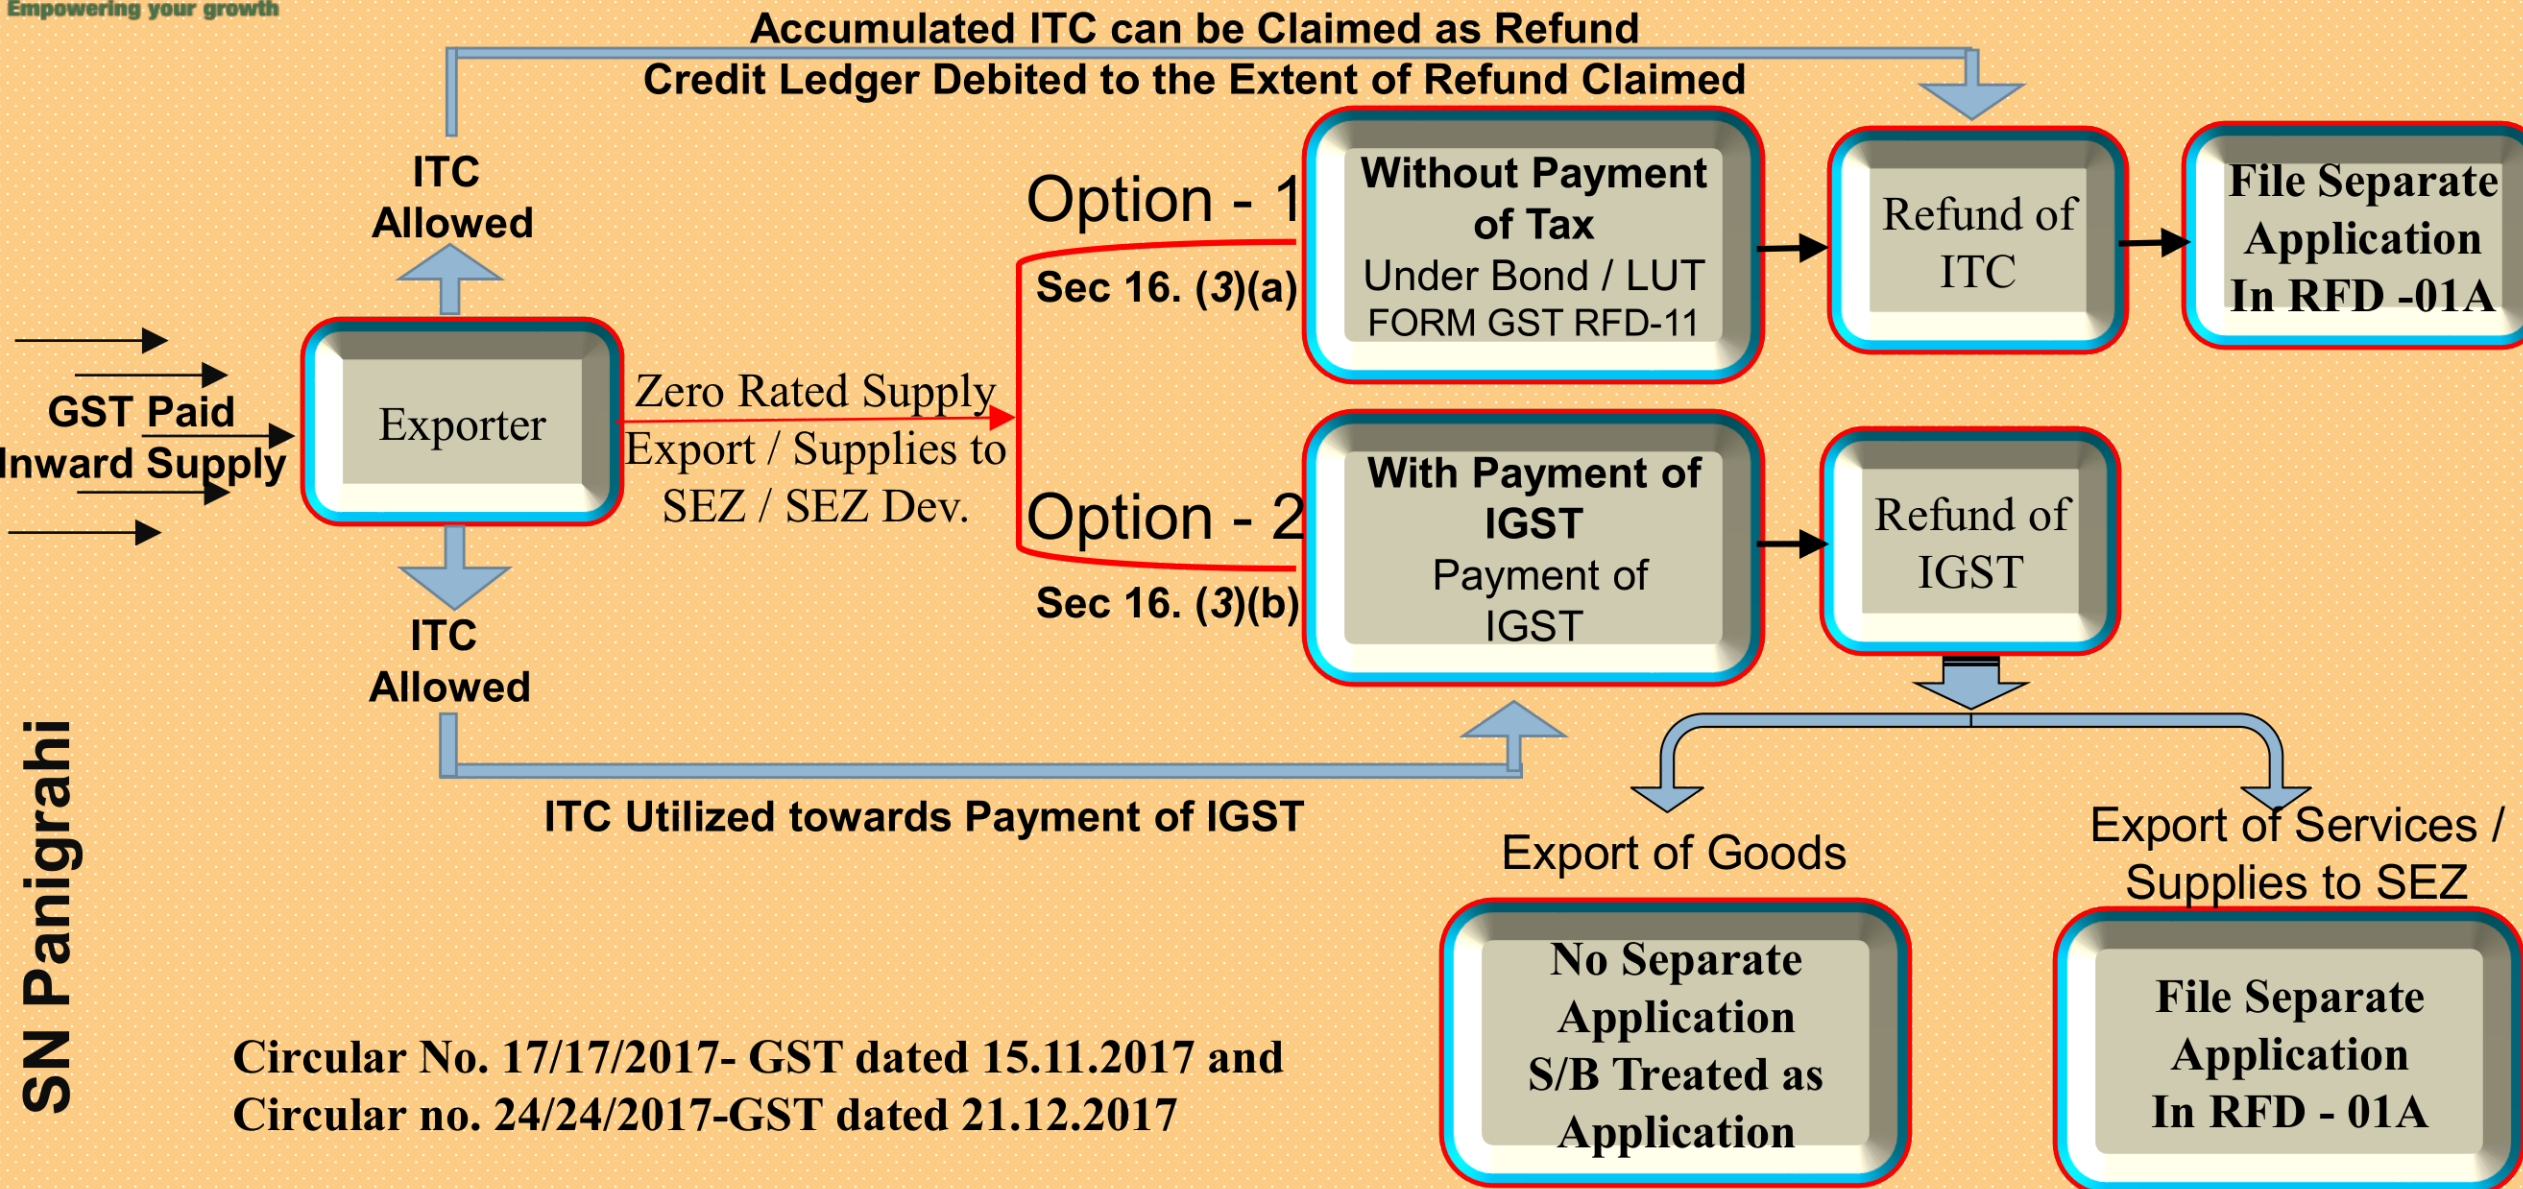 Empowering your growth
Accumulated ITC can be Claimed as Refund
Credit Ledger Debited to the Extent of Refund Claimed
ITC
Allowed
Option - 1
Sec 16. (3)(a)
Without Payment
of Tax
Under Bond / LUT
FORM GST RFD-11
Refund of
ITC
File Separate
Application
In RFD -01A
GST Paid
Inward Supply
Exporter
Zero Rated Supply
Export / Supplies to
SEZ / SEZ Dev.
Option - 2
Sec 16. (3)(b)
With Payment of
IGST
Payment of
IGST
Refund of
IGST
ITC
Allowed
ITC Utilized towards Payment of IGST
Export of Goods
No Separate
Application
S/B Treated as
Application
Export of Services /
Supplies to SEZ
File Separate
Application
In RFD - 01A
SN Panigrahi
Circular No. 17/17/2017- GST dated 15.11.2017 and
Circular no. 24/24/2017-GST dated 21.12.2017